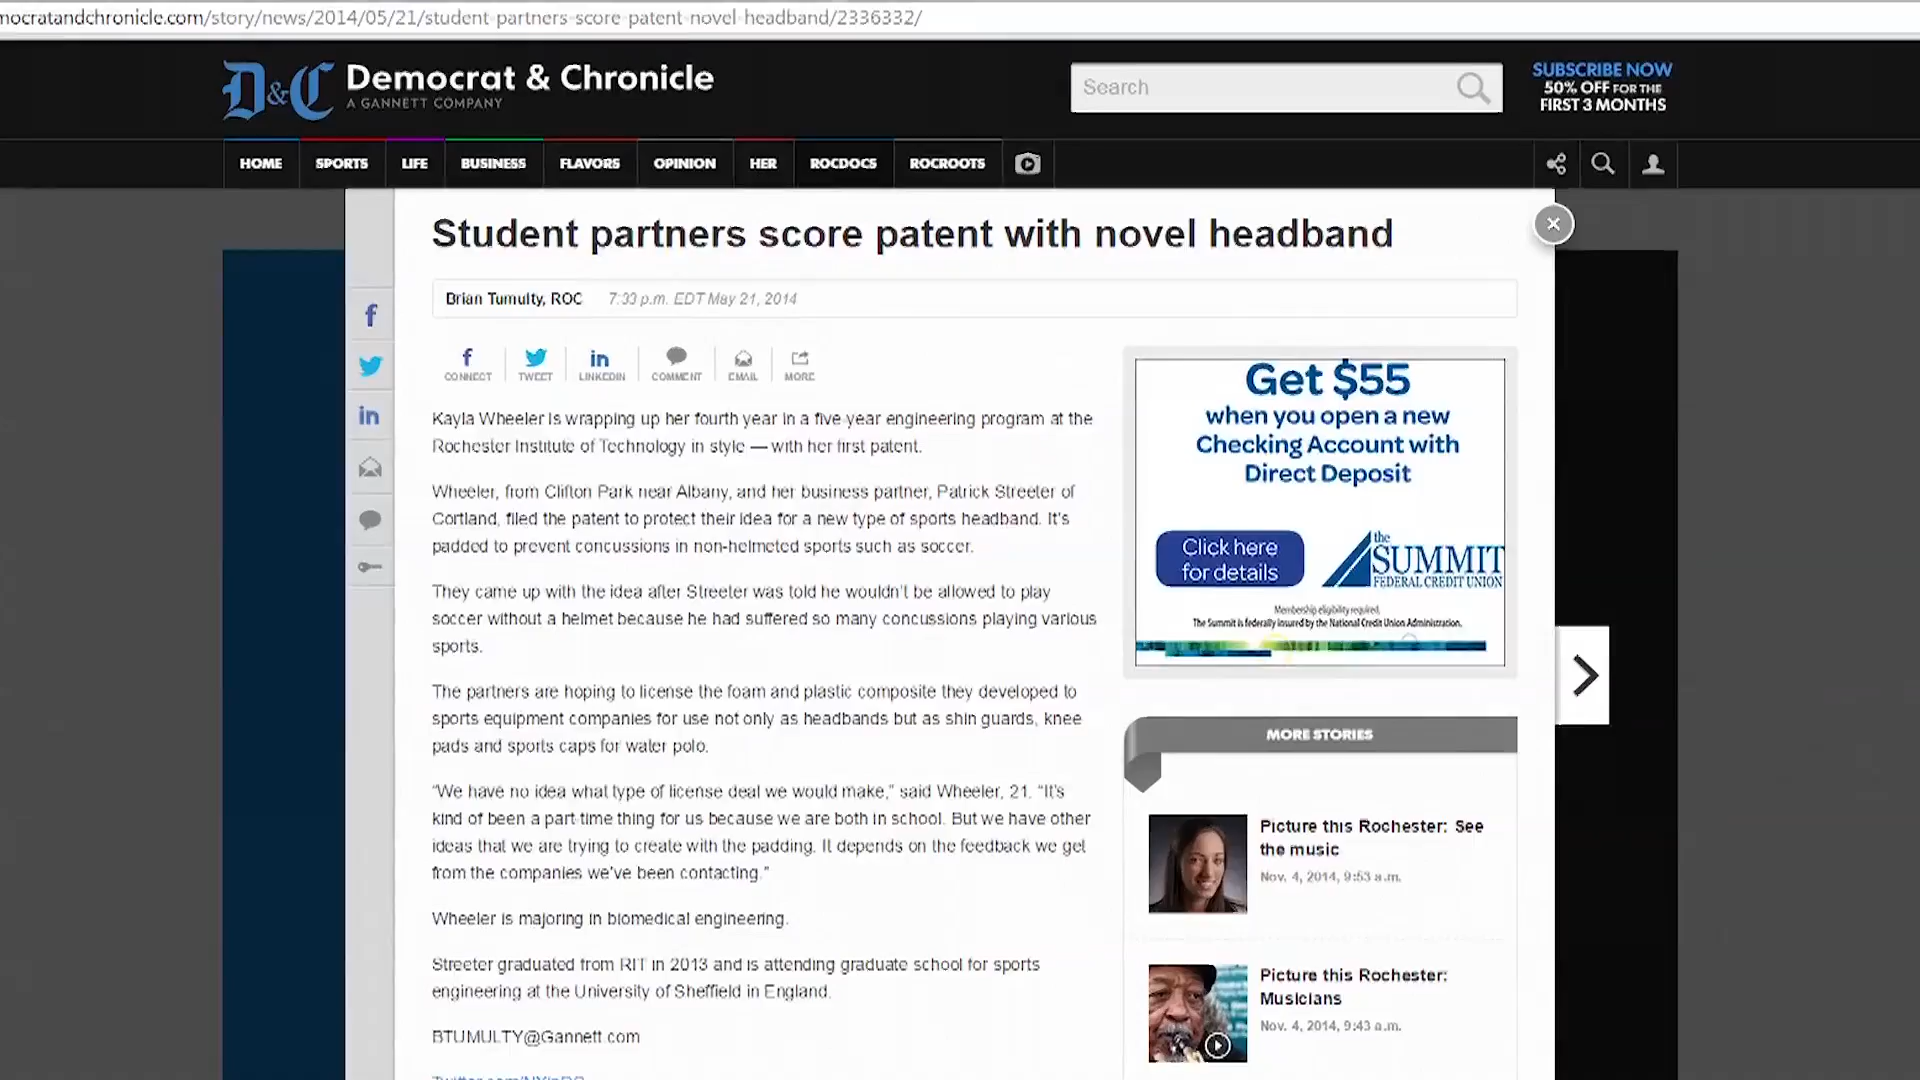 mocratandchronicle.com/story/news/2014/05/21/student-partners-score-patent-novel-headband/2336332/
D&C Democrat & Chronicle
A GANNETT COMPANY
Search
SUBSCRIBE NOW
50% OFF FOR THE
FIRST 3 MONTHS
HOME SPORTS LIFE BUSINESS FLAVORS OPINION HER ROCDOCS ROCROOTS
Student partners score patent with novel headband
Brian Tumulty, ROC 7:33 p.m. EDT May 21, 2014
CONNECT TWEET LINKEDIN COMMENT EMAIL MORE
Kayla Wheeler is wrapping up her fourth year in a five-year engineering program at the
Rochester Institute of Technology in style — with her first patent.
Wheeler, from Clifton Park near Albany, and her business partner, Patrick Streeter of
Cortland, filed the patent to protect their idea for a new type of sports headband. It's
padded to prevent concussions in non-helmeted sports such as soccer.
They came up with the idea after Streeter was told he wouldn't be allowed to play
soccer without a helmet because he had suffered so many concussions playing various
sports.
The partners are hoping to license the foam and plastic composite they developed to
sports equipment companies for use not only as headbands but as shin guards, knee
pads and sports caps for water polo.
"We have no idea what type of license deal we would make," said Wheeler, 21. "It's
kind of been a part-time thing for us because we are both in school. But we have other
ideas that we are trying to create with the padding. It depends on the feedback we get
from the companies we've been contacting."
Wheeler is majoring in biomedical engineering.
Streeter graduated from RIT in 2013 and is attending graduate school for sports
engineering at the University of Sheffield in England.
BTUMULTY@Gannett.com
Get $55
when you open a new
Checking Account with
Direct Deposit
Click here
for details
the
SUMMIT
FEDERAL CREDIT UNION
Membership eligibility required.
The Summit is federally insured by the National Credit Union Administration.
MORE STORIES
Picture this Rochester: See
the music
Nov. 4, 2014, 9:53 a.m.
Picture this Rochester:
Musicians
Nov. 4, 2014, 9:43 a.m.